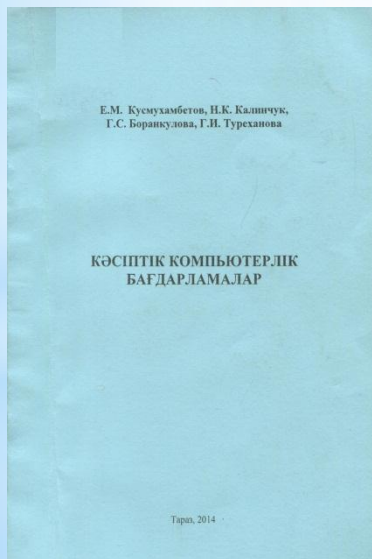 Е.М. Кусмухамбетов, Н.К. Калинчук,
Г.С. Боранкулова, Г.И. Туреханова
КӘСІПТІК КОМПЬЮТЕРЛІК
БАҒДАРЛАМАЛАР
Тараз, 2014